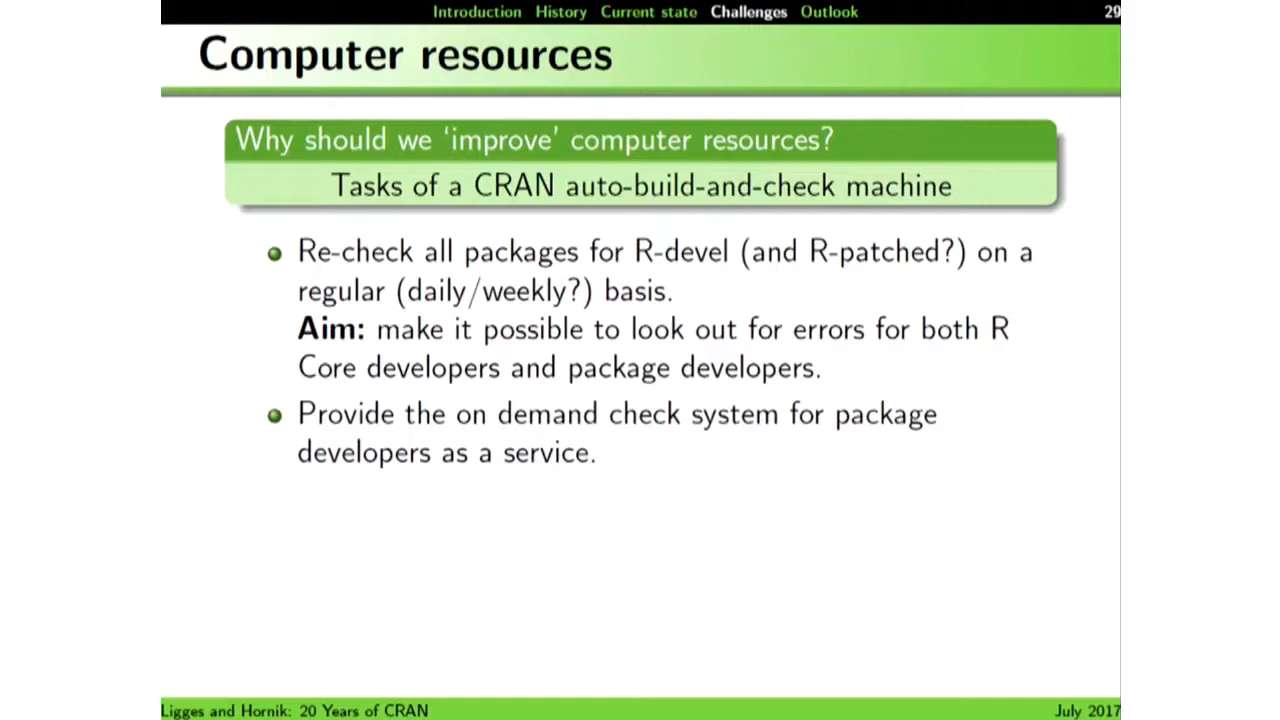 Introduction History Current state Challenges Outlook 29
Computer resources
Why should we ‘improve’ computer resources?
Tasks of a CRAN auto-build-and-check machine
Re-check all packages for R-devel (and R-patched?) on a
regular (daily/weekly?) basis.
Aim: make it possible to look out for errors for both R
Core developers and package developers.
Provide the on demand check system for package
developers as a service.
Ligges and Hornik: 20 Years of CRAN July 2017